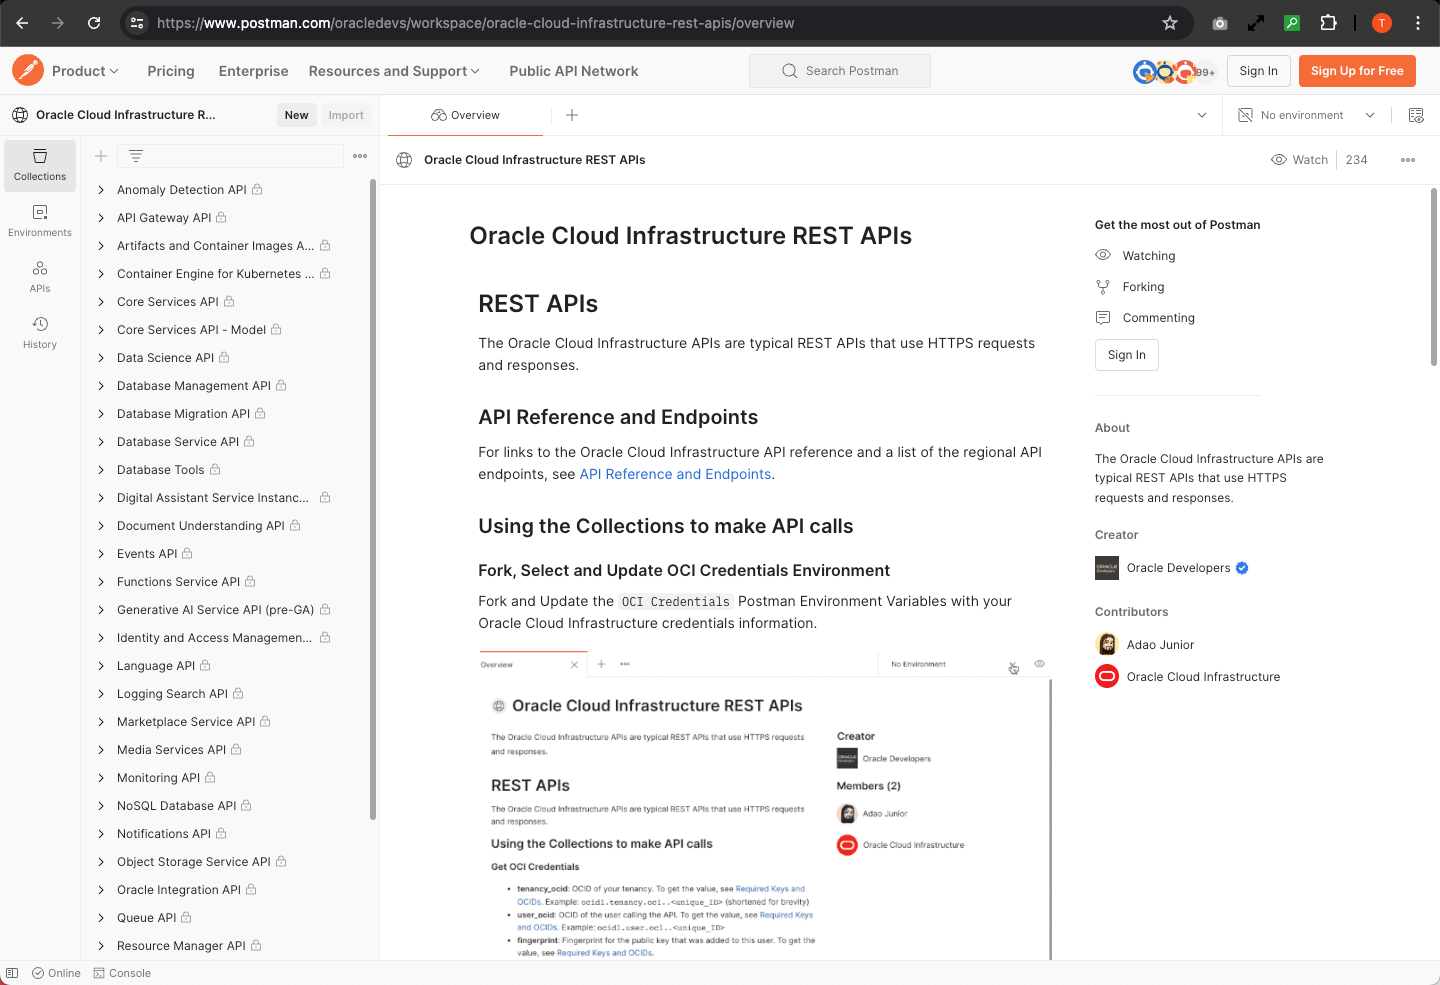 https://www.postman.com/oracledevs/workspace/oracle-cloud-infrastructure-rest-apis/overview
T
Product
Pricing
Enterprise
Resources and Support
Public API Network
Search Postman
99+
Sign In
Sign Up for Free
Oracle Cloud Infrastructure R...
New
Import
Overview
No environment
Collections
Environments
APIs
History
Anomaly Detection API
API Gateway API
Artifacts and Container Images A...
Container Engine for Kubernetes ...
Core Services API
Core Services API - Model
Data Science API
Database Management API
Database Migration API
Database Service API
Database Tools
Digital Assistant Service Instanc...
Document Understanding API
Events API
Functions Service API
Generative AI Service API (pre-GA)
Identity and Access Managemen...
Language API
Logging Search API
Marketplace Service API
Media Services API
Monitoring API
NoSQL Database API
Notifications API
Object Storage Service API
Oracle Integration API
Queue API
Resource Manager API
Oracle Cloud Infrastructure REST APIs
Watch
234
Oracle Cloud Infrastructure REST APIs
REST APIs
The Oracle Cloud Infrastructure APIs are typical REST APIs that use HTTPS requests
and responses.
API Reference and Endpoints
For links to the Oracle Cloud Infrastructure API reference and a list of the regional API
endpoints, see API Reference and Endpoints.
Using the Collections to make API calls
Fork, Select and Update OCI Credentials Environment
Fork and Update the OCI Credentials Postman Environment Variables with your
Oracle Cloud Infrastructure credentials information.
Overview
No Environment
Oracle Cloud Infrastructure REST APIs
The Oracle Cloud Infrastructure APIs are typical REST APIs that use HTTPS requests
and responses.
REST APIs
The Oracle Cloud Infrastructure APIs are typical REST APIs that use HTTPS requests
and responses.
Using the Collections to make API calls
Get OCI Credentials
• tenancy_ocid: OCID of your tenancy. To get the value, see Required Keys and
OCIDs. Example: ocid1.tenancy.oc1..<unique_ID> (shortened for brevity)
• user_ocid: OCID of the user calling the API. To get the value, see Required Keys
and OCIDs. Example: ocid1.user.oc1..<unique_ID>
• fingerprint: Fingerprint for the public key that was added to this user. To get the
value, see Required Keys and OCIDs.
Creator
Oracle Developers
Members (2)
Adao Junior
Oracle Cloud Infrastructure
Get the most out of Postman
Watching
Forking
Commenting
Sign In
About
The Oracle Cloud Infrastructure APIs are
typical REST APIs that use HTTPS
requests and responses.
Creator
ORACLE
Oracle Developers
Contributors
Adao Junior
Oracle Cloud Infrastructure
Online
Console